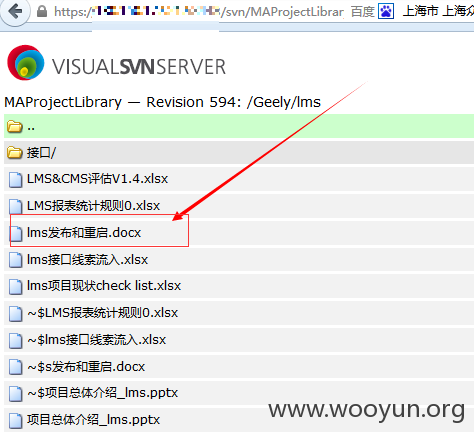 https://
/svn/MAProjectLibrary
百度
上海市 上海众
VISUALSVNSERVER
MAProjectLibrary — Revision 594: /Geely/lms
..
接口/
LMS&CMS评估V1.4.xlsx
LMS报表统计规则0.xlsx
lms发布和重启.docx
lms接口线索流入.xlsx
lms项目现状check list.xlsx
~$LMS报表统计规则0.xlsx
~$lms接口线索流入.xlsx
~$s发布和重启.docx
~$项目总体介绍_lms.pptx
项目总体介绍_lms.pptx
www.wooyun.org